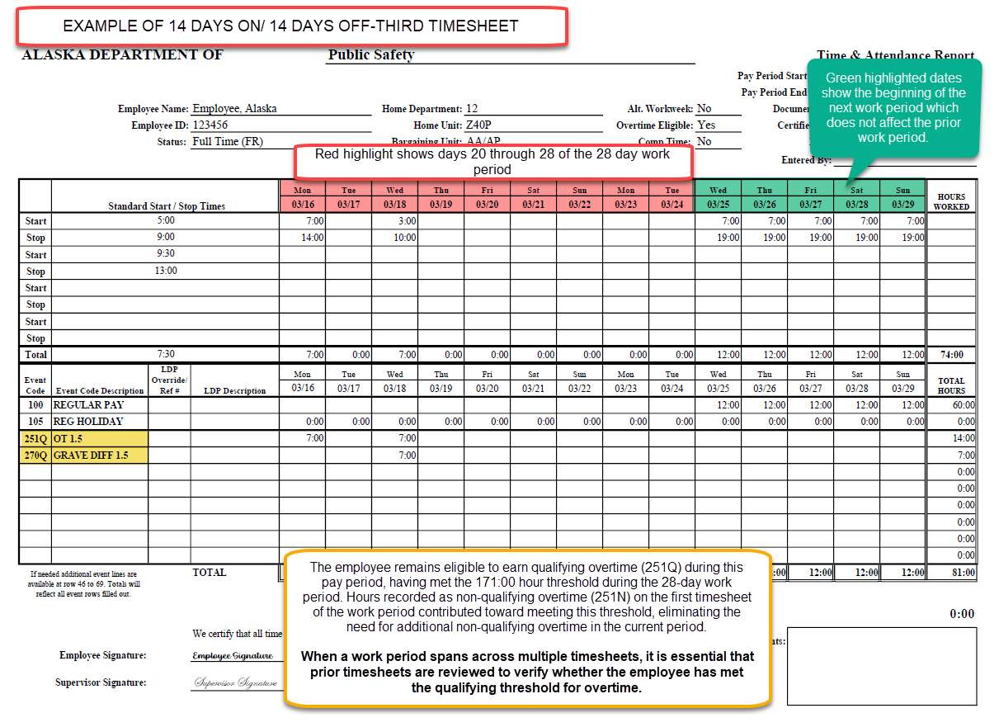 EXAMPLE OF 14 DAYS ON/ 14 DAYS OFF-THIRD TIMESHEET
ALASKA DEPARTMENT OF Public Safety Time & Attendance Report
Pay Period Start
Pay Period End
Green highlighted dates
show the beginning of the
next work period which
does not affect the prior
work period.
Employee Name: Employee, Alaska Home Department: 12 Alt. Workweek: No
Employee ID: 123456 Home Unit: Z40P Overtime Eligible: Yes
Status: Full Time (FR) Bargaining Unit: AA/AP Comp Time: No
Entered By:
Red highlight shows days 20 through 28 of the 28 day work
period
Mon Tue Wed Thu Fri Sat Sun Mon Tue Wed Thu Fri Sat Sun HOURS WORKED
Standard Start / Stop Times 03/16 03/17 03/18 03/19 03/20 03/21 03/22 03/23 03/24 03/25 03/26 03/27 03/28 03/29
Start 5:00 7:00 3:00 7:00 7:00 7:00 7:00 7:00
Stop 9:00 14:00 10:00 19:00 19:00 19:00 19:00 19:00
Start 9:30
Stop 13:00
Start
Stop
Start
Stop
Total 7:30 7:00 0:00 7:00 0:00 0:00 0:00 0:00 0:00 0:00 12:00 12:00 12:00 12:00 12:00 74:00
Event Code Event Code Description LDP Override/ Ref # LDP Description Mon Tue Wed Thu Fri Sat Sun Mon Tue Wed Thu Fri Sat Sun TOTAL HOURS
03/16 03/17 03/18 03/19 03/20 03/21 03/22 03/23 03/24 03/25 03/26 03/27 03/28 03/29
100 REGULAR PAY 12:00 12:00 12:00 12:00 12:00 60:00
105 REG HOLIDAY 0:00 0:00 0:00 0:00 0:00 0:00 0:00 0:00 0:00 0:00 0:00 0:00 0:00 0:00 0:00
251Q OT 1.5 7:00 7:00 14:00
270Q GRAVE DIFF 1.5 7:00 7:00
0:00
0:00
0:00
0:00
0:00
0:00
If needed additional event lines are
available at row 46 to 69. Totals will
reflect all event rows filled out.
TOTAL :00 12:00 12:00 12:00 81:00
The employee remains eligible to earn qualifying overtime (251Q) during this
pay period, having met the 171:00 hour threshold during the 28-day work
period. Hours recorded as non-qualifying overtime (251N) on the first timesheet
of the work period contributed toward meeting this threshold, eliminating the
need for additional non-qualifying overtime in the current period.
When a work period spans across multiple timesheets, it is essential that
prior timesheets are reviewed to verify whether the employee has met
the qualifying threshold for overtime.
0:00
We certify that all time
Employee Signature: Employee Signature
Supervisor Signature: Supervisor Signature